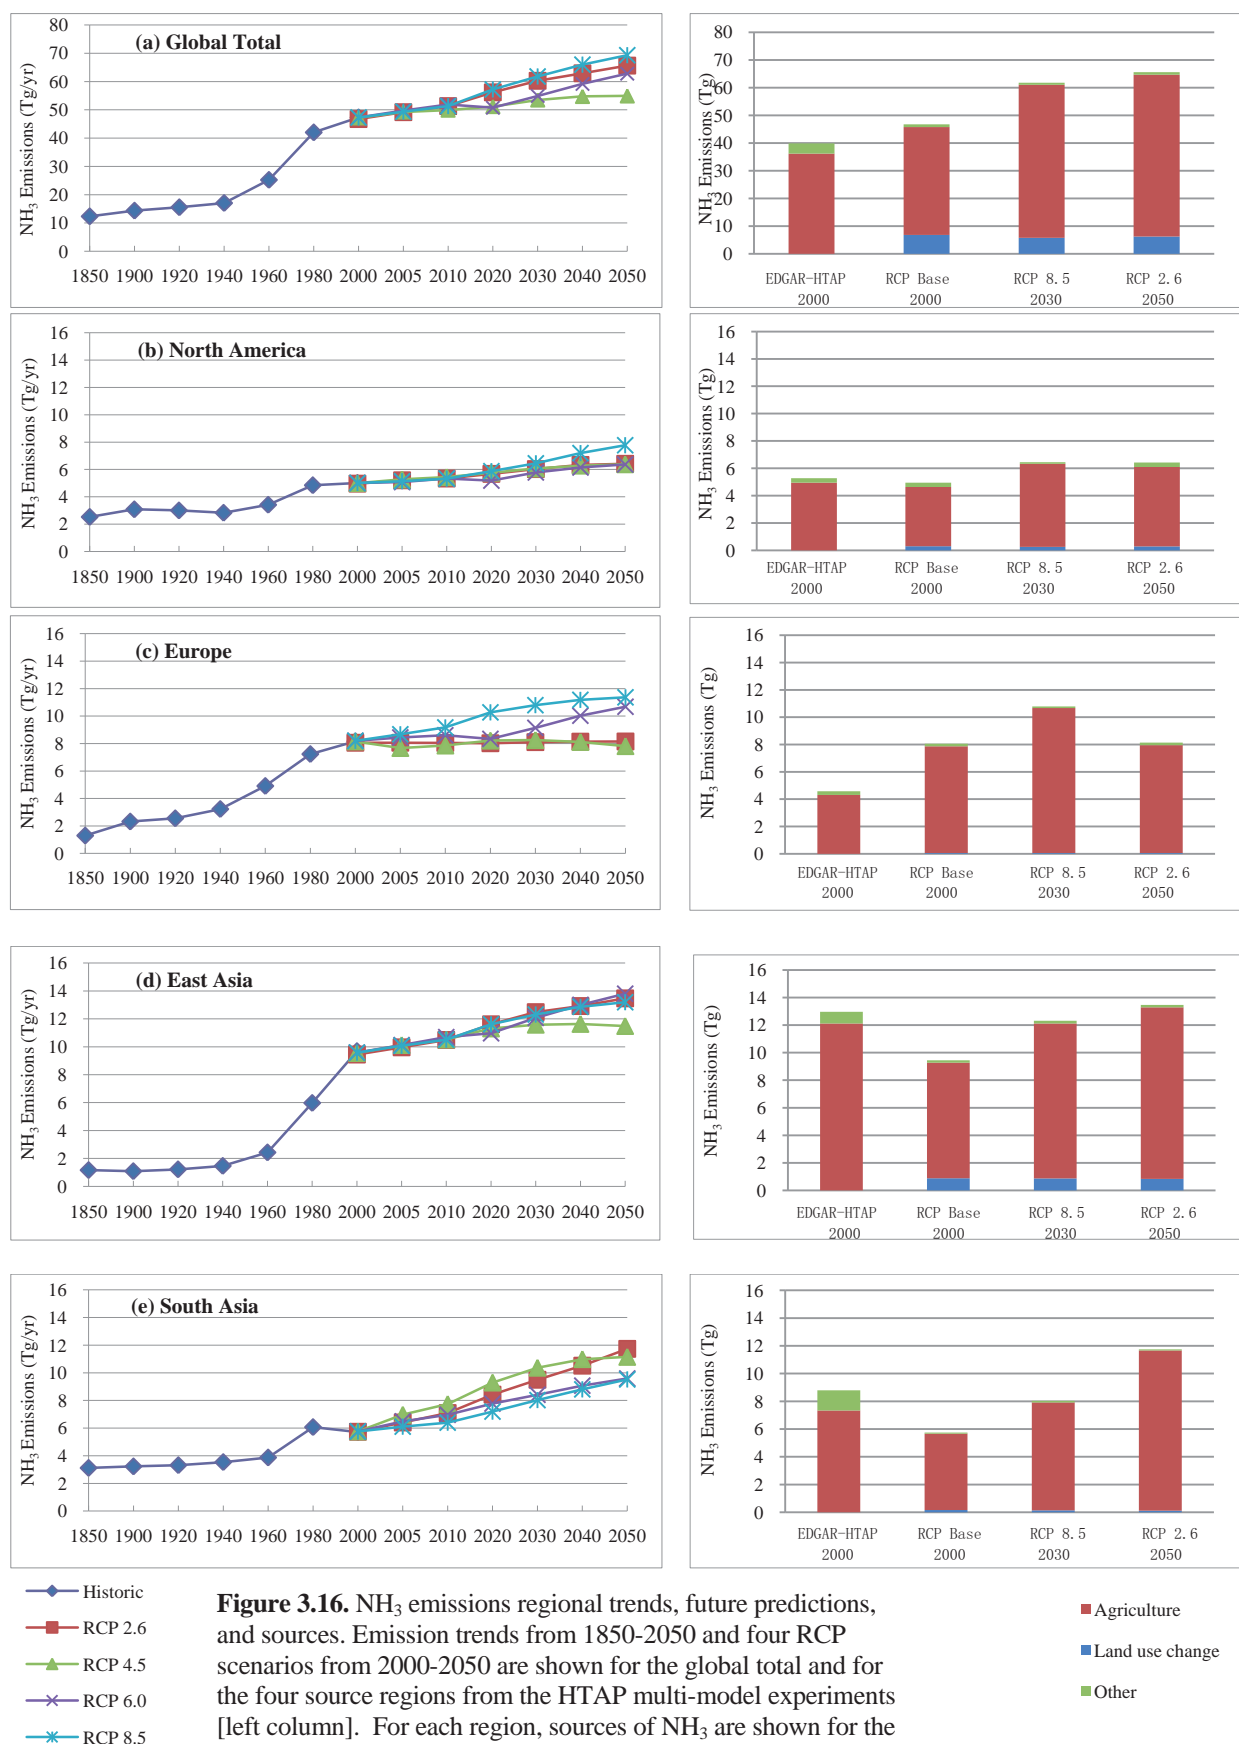 (a) Global Total
NH3 Emissions (Tg/yr)
80
70
60
50
40
30
20
10
0
1850 1900 1920 1940 1960 1980 2000 2005 2010 2020 2030 2040 2050
NH3 Emissions (Tg)
80
70
60
50
40
30
20
10
0
EDGAR-HTAP RCP Base RCP 8.5 RCP 2.6
2000 2000 2030 2050
(b) North America
NH3 Emissions (Tg/yr)
16
14
12
10
8
6
4
2
0
1850 1900 1920 1940 1960 1980 2000 2005 2010 2020 2030 2040 2050
NH3 Emissions (Tg)
16
14
12
10
8
6
4
2
0
EDGAR-HTAP RCP Base RCP 8.5 RCP 2.6
2000 2000 2030 2050
(c) Europe
NH3 Emissions (Tg/yr)
16
14
12
10
8
6
4
2
0
1850 1900 1920 1940 1960 1980 2000 2005 2010 2020 2030 2040 2050
NH3 Emissions (Tg)
16
14
12
10
8
6
4
2
0
EDGAR-HTAP RCP Base RCP 8.5 RCP 2.6
2000 2000 2030 2050
(d) East Asia
NH3 Emissions (Tg/yr)
16
14
12
10
8
6
4
2
0
1850 1900 1920 1940 1960 1980 2000 2005 2010 2020 2030 2040 2050
NH3 Emissions (Tg)
16
14
12
10
8
6
4
2
0
EDGAR-HTAP RCP Base RCP 8.5 RCP 2.6
2000 2000 2030 2050
(e) South Asia
NH3 Emissions (Tg/yr)
16
14
12
10
8
6
4
2
0
1850 1900 1920 1940 1960 1980 2000 2005 2010 2020 2030 2040 2050
NH3 Emissions (Tg)
16
14
12
10
8
6
4
2
0
EDGAR-HTAP RCP Base RCP 8.5 RCP 2.6
2000 2000 2030 2050
Historic
RCP 2.6
RCP 4.5
RCP 6.0
RCP 8.5
Figure 3.16. NH3 emissions regional trends, future predictions,
and sources. Emission trends from 1850-2050 and four RCP
scenarios from 2000-2050 are shown for the global total and for
the four source regions from the HTAP multi-model experiments
[left column]. For each region, sources of NH3 are shown for the
Agriculture
Land use change
Other